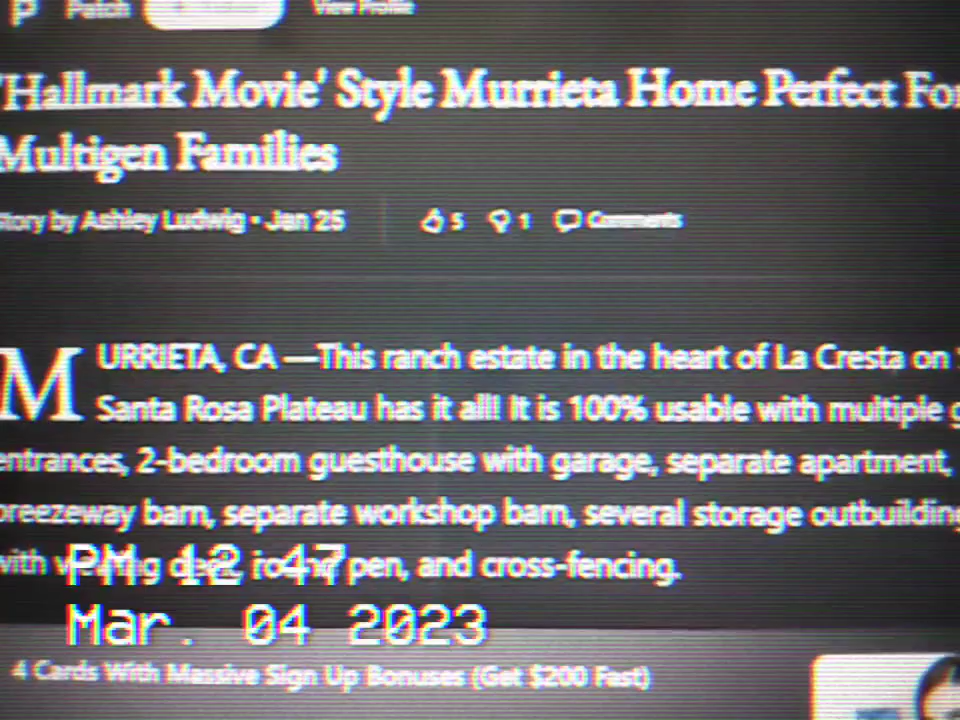 Patch View Profile
'Hallmark Movie' Style Murrieta Home Perfect For
Multigen Families
Story by Ashley Ludwig • Jan 25 5 1 Comments
MURRIETA, CA —This ranch estate in the heart of La Cresta on
Santa Rosa Plateau has it all! It is 100% usable with multiple
entrances, 2-bedroom guesthouse with garage, separate apartment,
breezeway barn, separate workshop barn, several storage outbuilding
with viewing deck, round pen, and cross-fencing.
PM 12 47
Mar. 04 2023
4 Cards With Massive Sign Up Bonuses (Get $200 Fast)